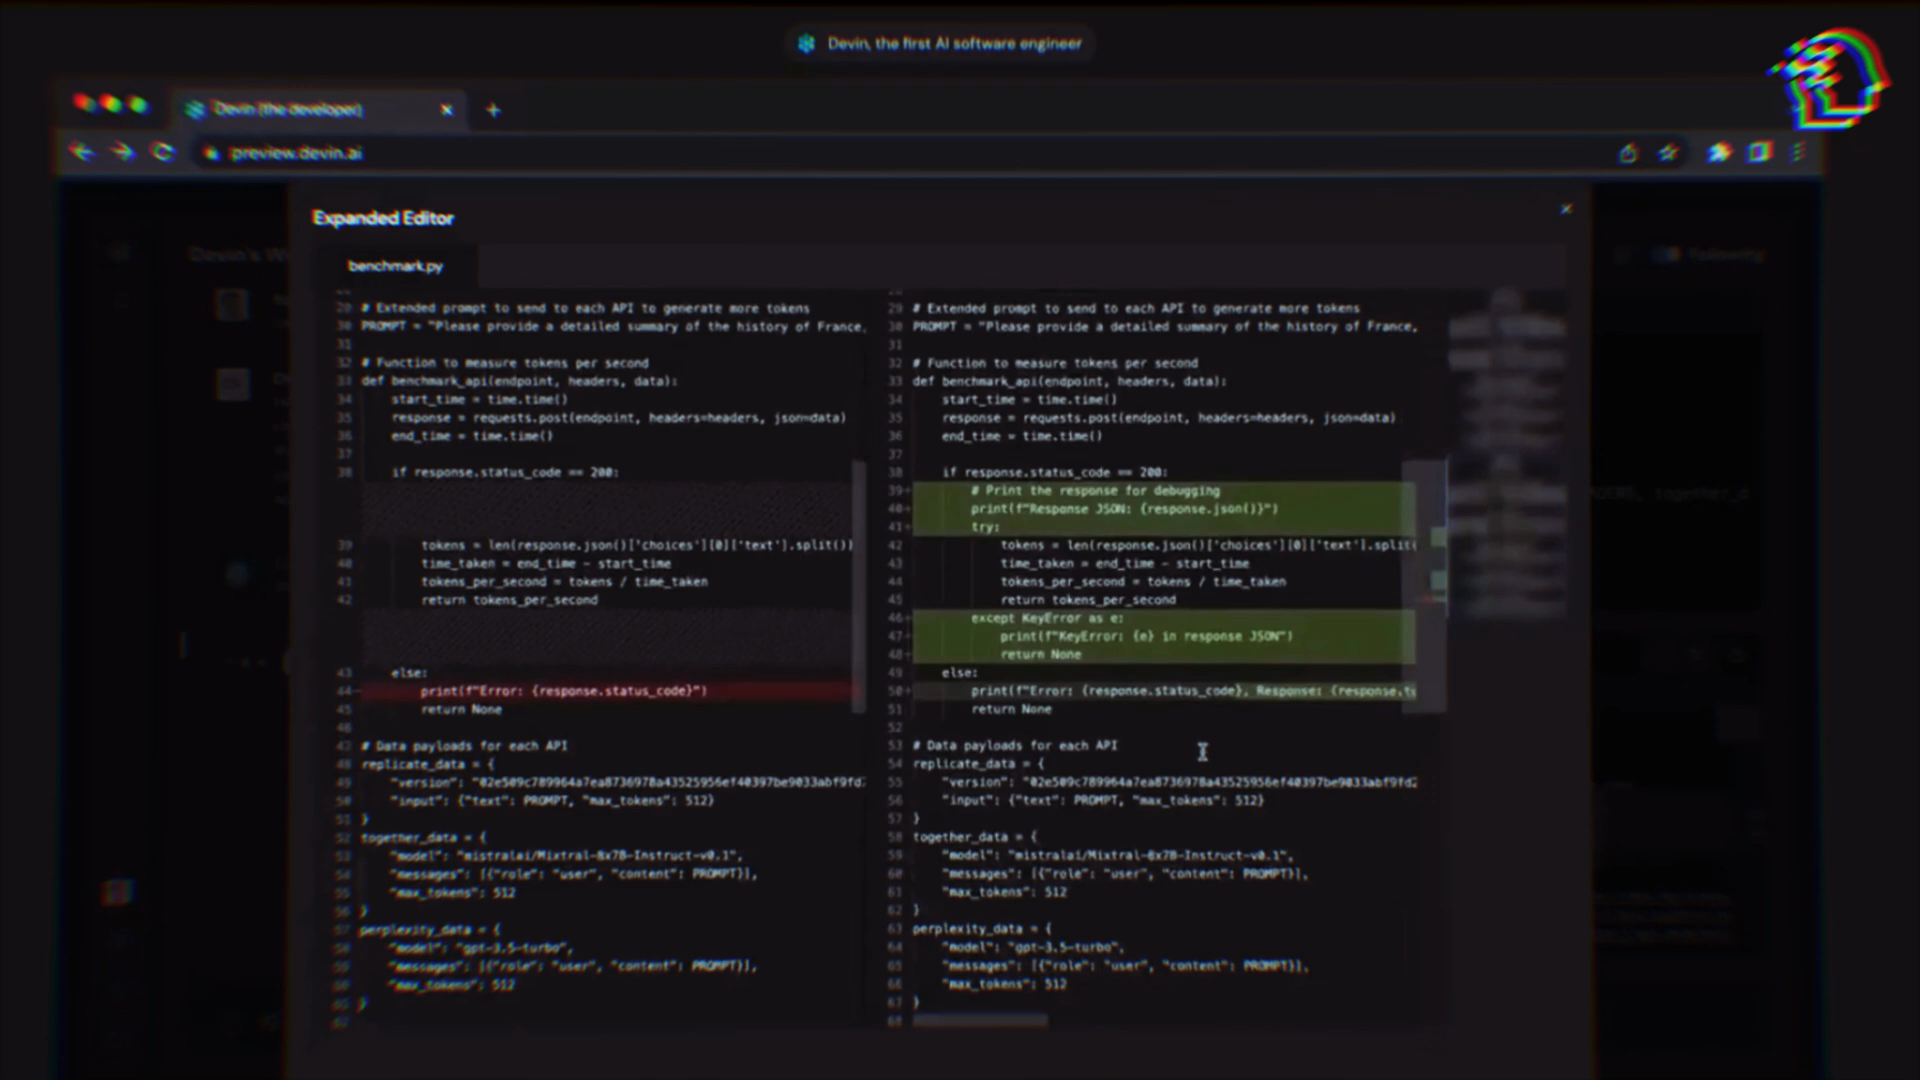 Devin, the first AI software engineer
Devin (the developer)
preview.devin.ai
Expanded Editor
benchmark.py
29 # Extended prompt to send to each API to generate more tokens
30 PROMPT = "Please provide a detailed summary of the history of France,
31
32 # Function to measure tokens per second
33 def benchmark_api(endpoint, headers, data):
34 start_time = time.time()
35 response = requests.post(endpoint, headers=headers, json=data)
36 end_time = time.time()
37
38 if response.status_code == 200:
39 tokens = len(response.json()['choices'][0]['text'].split())
40 time_taken = end_time - start_time
41 tokens_per_second = tokens / time_taken
42 return tokens_per_second
43 else:
44- print(f"Error: {response.status_code}")
45 return None
46
47 # Data payloads for each API
48 replicate_data = {
49 "version":
50 "input": {"text": PROMPT, "max_tokens": 512}
51 }
52 together_data = {
53 "model": "mistralai/Mixtral-8x7B-Instruct-v0.1",
54 "messages": [{"role": "user", "content": PROMPT}],
55 "max_tokens": 512
56 }
57 perplexity_data = {
58 "model": "gpt-3.5-turbo",
59 "messages": [{"role": "user", "content": PROMPT}],
60 "max_tokens": 512
}
29 # Extended prompt to send to each API to generate more tokens
30 PROMPT = "Please provide a detailed summary of the history of France,
31
32 # Function to measure tokens per second
33 def benchmark_api(endpoint, headers, data):
34 start_time = time.time()
35 response = requests.post(endpoint, headers=headers, json=data)
36 end_time = time.time()
37
38 if response.status_code == 200:
39+ # Print the response for debugging
40+ print(f"Response JSON: {response.json()}")
41+ try:
42 tokens = len(response.json()['choices'][0]['text'].split(
43 time_taken = end_time - start_time
44 tokens_per_second = tokens / time_taken
45 return tokens_per_second
46+ except KeyError as e:
47+ print(f"KeyError: {e} in response JSON")
48+ return None
49 else:
50+ print(f"Error: {response.status_code}, Response: {response.te
51 return None
52
53 # Data payloads for each API
54 replicate_data = {
55 "version":
56 "input": {"text": PROMPT, "max_tokens": 512}
57 }
58 together_data = {
59 "model": "mistralai/Mixtral-8x7B-Instruct-v0.1",
60 "messages": [{"role": "user", "content": PROMPT}],
61 "max_tokens": 512
62 }
63 perplexity_data = {
64 "model": "gpt-3.5-turbo",
65 "messages": [{"role": "user", "content": PROMPT}],
66 "max_tokens": 512
67 }
68
Following